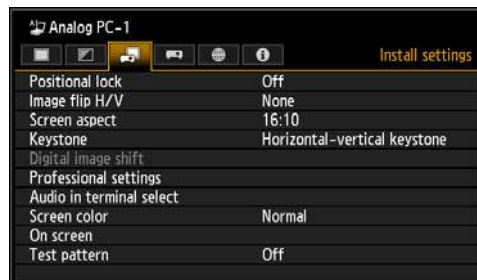 Analog PC-1
Install settings
Positional lock Off
Image flip H/V None
Screen aspect 16:10
Keystone Horizontal-vertical keystone
Digital image shift
Professional settings
Audio in terminal select
Screen color Normal
On screen
Test pattern Off